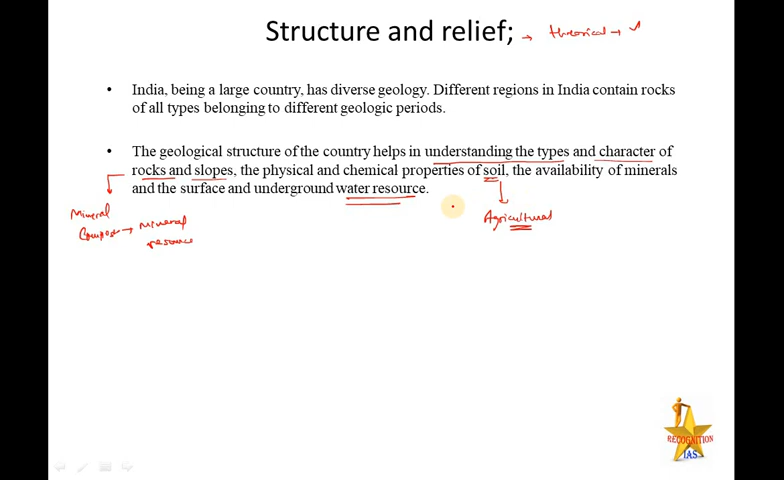 Structure and relief; → theorical →
• India, being a large country, has diverse geology. Different regions in India contain rocks
of all types belonging to different geologic periods.
• The geological structure of the country helps in understanding the types and character of
rocks and slopes, the physical and chemical properties of soil, the availability of minerals
and the surface and underground water resource.
Mineral
Compost → Mineral
resource
Agricultural
RECOGNITION
IAS